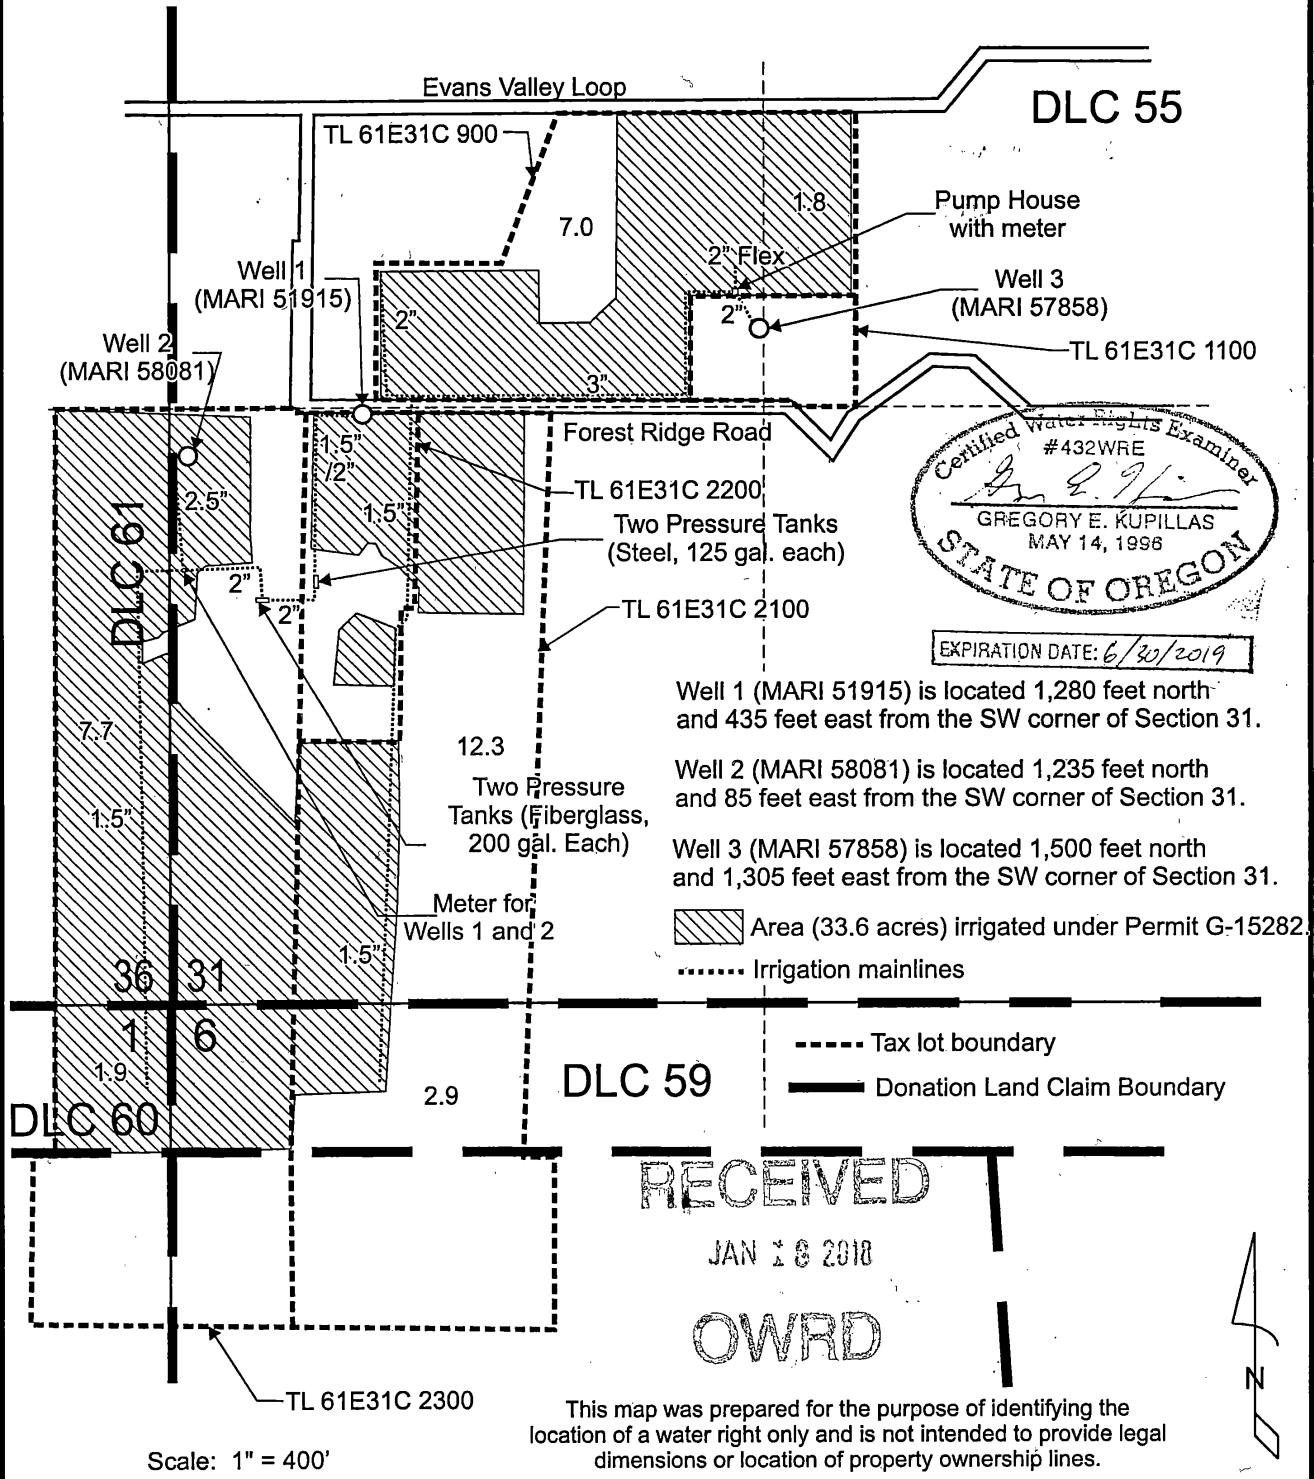 Evans Valley Loop
DLC 55
TL 61E31C 900
1.8
Pump House
with meter
7.0
2" Flex
Well 1
(MARI 51915)
Well 3
(MARI 57858)
2"
2"
Well 2
(MARI 58081)
TL 61E31C 1100
3"
Forest Ridge Road
1.5"
/2"
Certified Water Rights Examiner
#432WRE
GREGORY E. KUPILLAS
MAY 14, 1996
STATE OF OREGON
EXPIRATION DATE: 6/30/2019
TL 61E31C 2200
2.5"
1.5"
Two Pressure Tanks
(Steel, 125 gal. each)
DLC 61
2"
2"
TL 61E31C 2100
Well 1 (MARI 51915) is located 1,280 feet north
and 435 feet east from the SW corner of Section 31.
7.7
12.3
Well 2 (MARI 58081) is located 1,235 feet north
and 85 feet east from the SW corner of Section 31.
Two Pressure
Tanks (Fiberglass,
200 gal. Each)
1.5"
Well 3 (MARI 57858) is located 1,500 feet north
and 1,305 feet east from the SW corner of Section 31.
Meter for
Wells 1 and 2
Area (33.6 acres) irrigated under Permit G-15282.
1.5"
Irrigation mainlines
36 31
1 6
Tax lot boundary
1.9
DLC 59
Donation Land Claim Boundary
2.9
DLC 60
RECEIVED
JAN 18 2018
OWRD
N
TL 61E31C 2300
This map was prepared for the purpose of identifying the
location of a water right only and is not intended to provide legal
dimensions or location of property ownership lines.
Scale: 1" = 400'